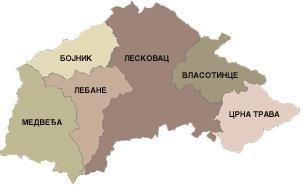 БОЈНИК
ЛЕСКОВАЦ
ВЛАСОТИНЦЕ
ЛЕБАНЕ
МЕДВЕЂА
ЦРНА ТРАВА